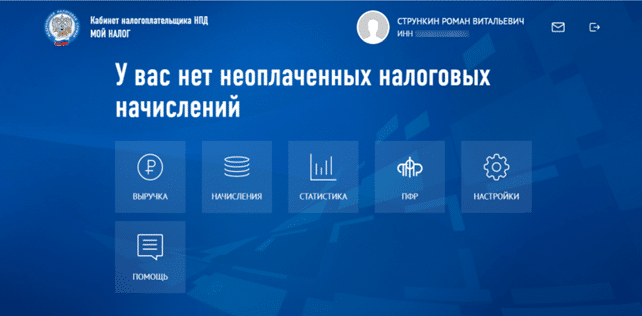 Кабинет налогоплательщика НПД
МОЙ НАЛОГ
СТРУНКИН РОМАН ВИТАЛЬЕВИЧ
ИНН
У вас нет неоплаченных налоговых
начислений
ВЫРУЧКА
НАЧИСЛЕНИЯ
СТАТИСТИКА
ПФР
НАСТРОЙКИ
ПОМОЩЬ